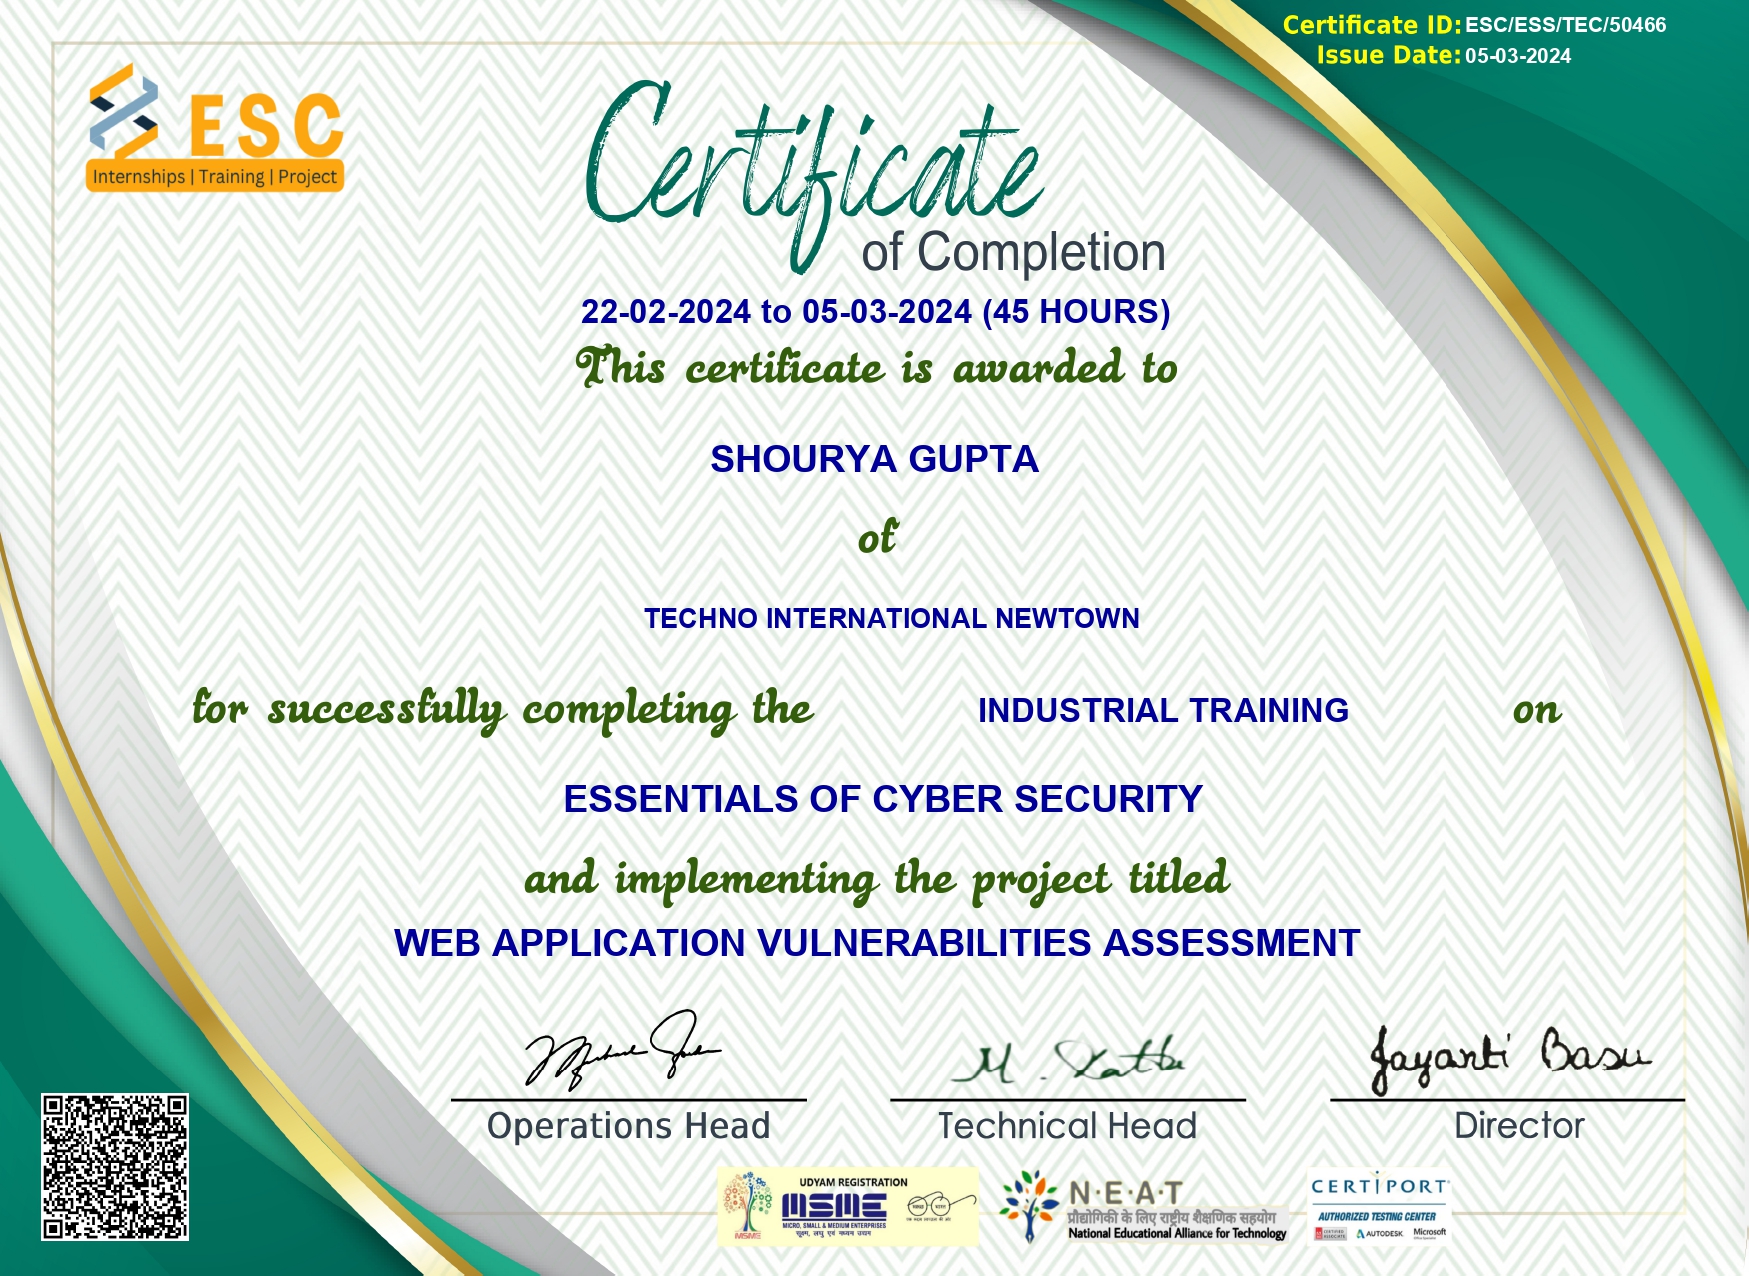 Certificate ID: ESC/ESS/TEC/50466
Issue Date: 05-03-2024
ESC
Internships | Training | Project
Certificate
of Completion
22-02-2024 to 05-03-2024 (45 HOURS)
This certificate is awarded to
SHOURYA GUPTA
of
TECHNO INTERNATIONAL NEWTOWN
for successfully completing the INDUSTRIAL TRAINING on
ESSENTIALS OF CYBER SECURITY
and implementing the project titled
WEB APPLICATION VULNERABILITIES ASSESSMENT
M. Dattu
Jayanti Basu
Operations Head
Technical Head
Director
UDYAM REGISTRATION
MSME
MSME
MICRO, SMALL & MEDIUM ENTERPRISES
सूक्ष्म, लघु एवं मध्यम उद्यम
N·E·A·T
प्रौद्योगिकी के लिए राष्ट्रीय शैक्षणिक सहयोग
National Educational Alliance for Technology
CERTIPORT
AUTHORIZED TESTING CENTER
AUTODESK
Microsoft